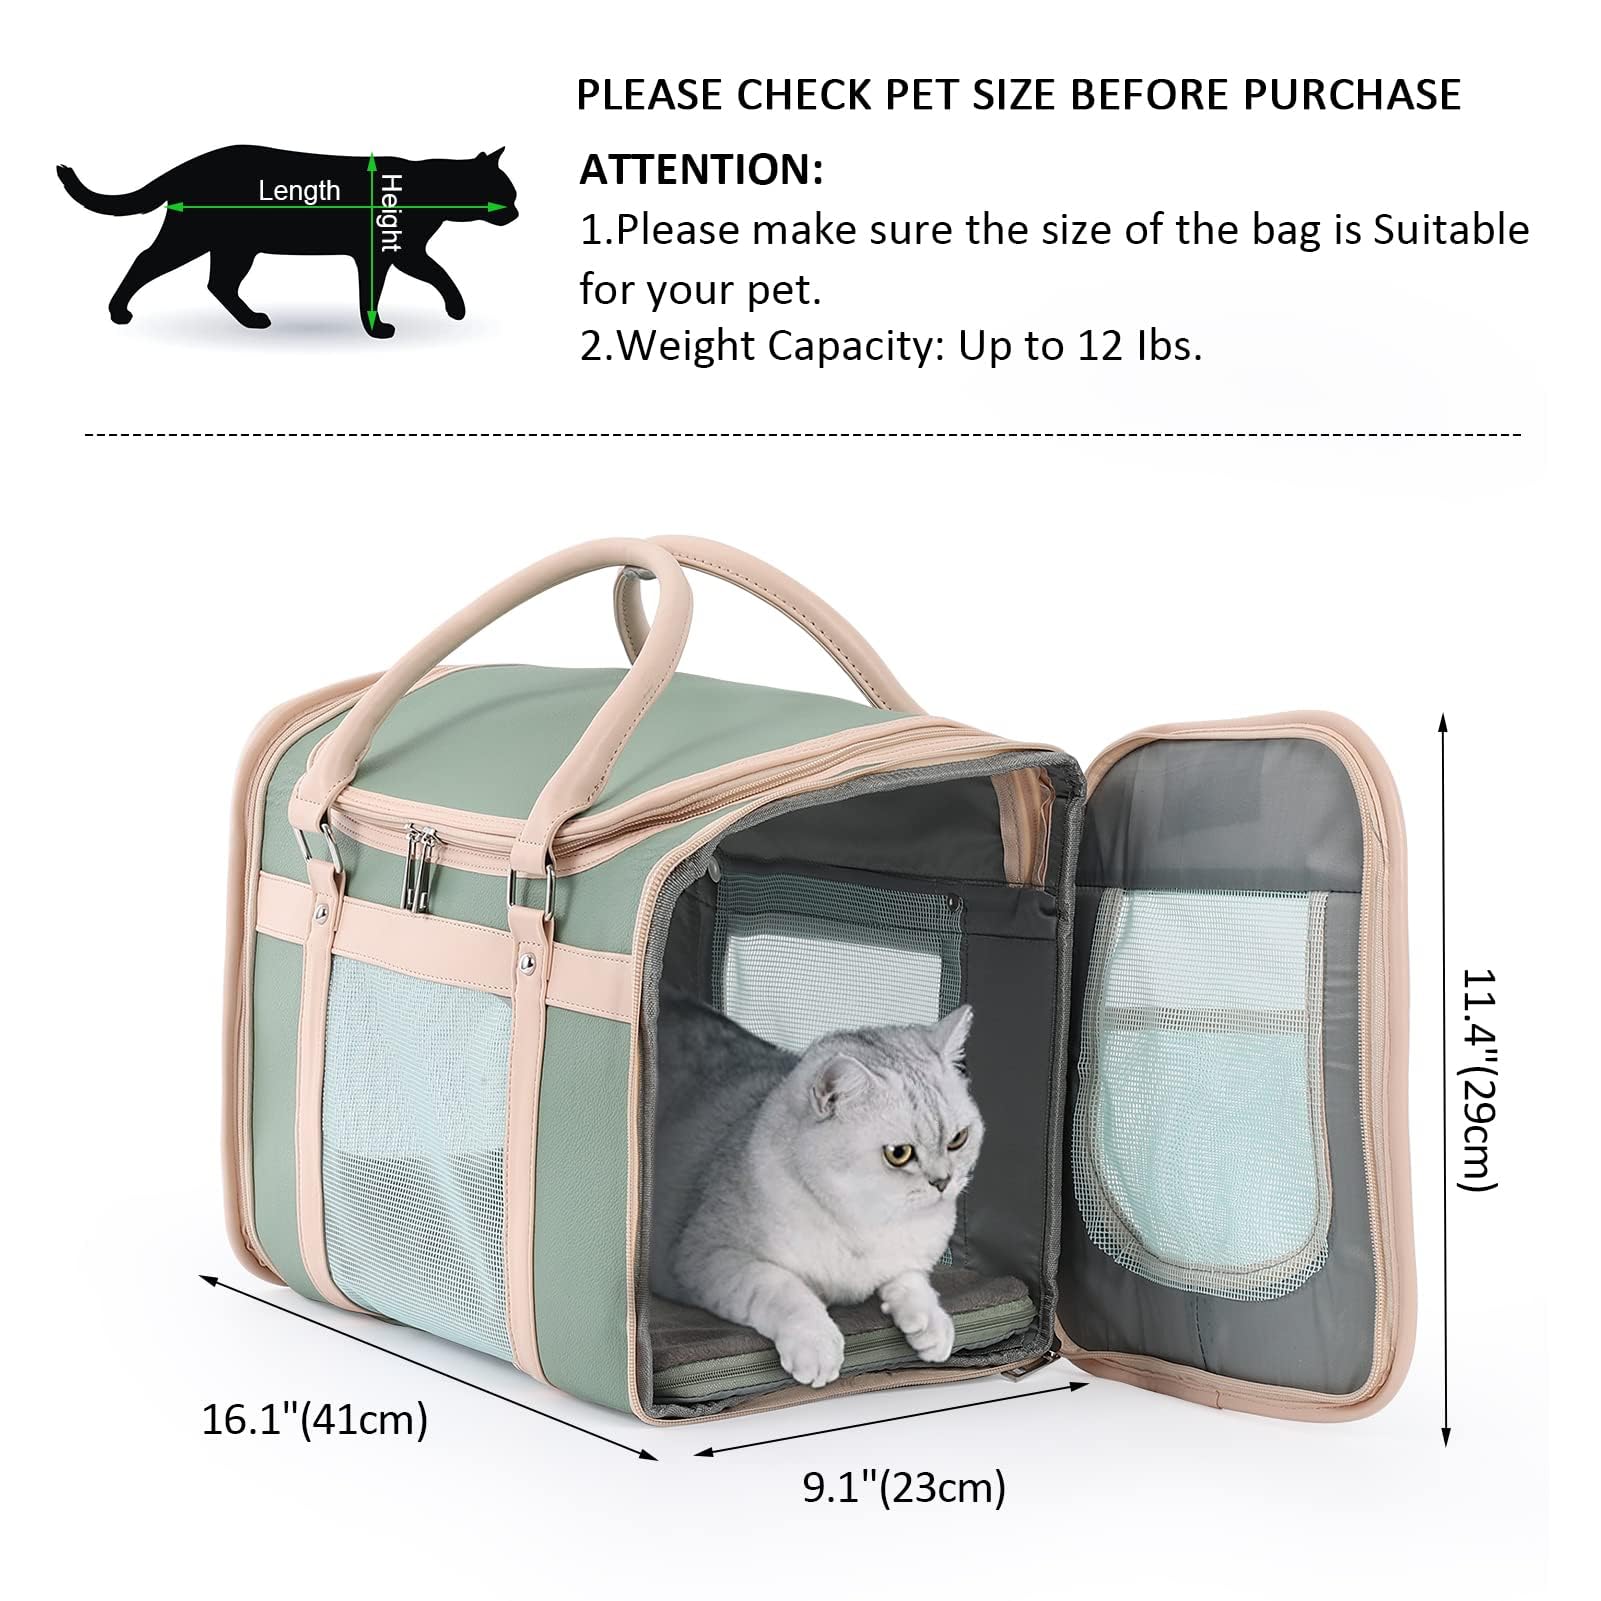 PLEASE CHECK PET SIZE BEFORE PURCHASE
Length
Height
ATTENTION:
1.Please make sure the size of the bag is Suitable
for your pet.
2.Weight Capacity: Up to 12 Ibs.
11.4"(29cm)
16.1"(41cm)
9.1"(23cm)